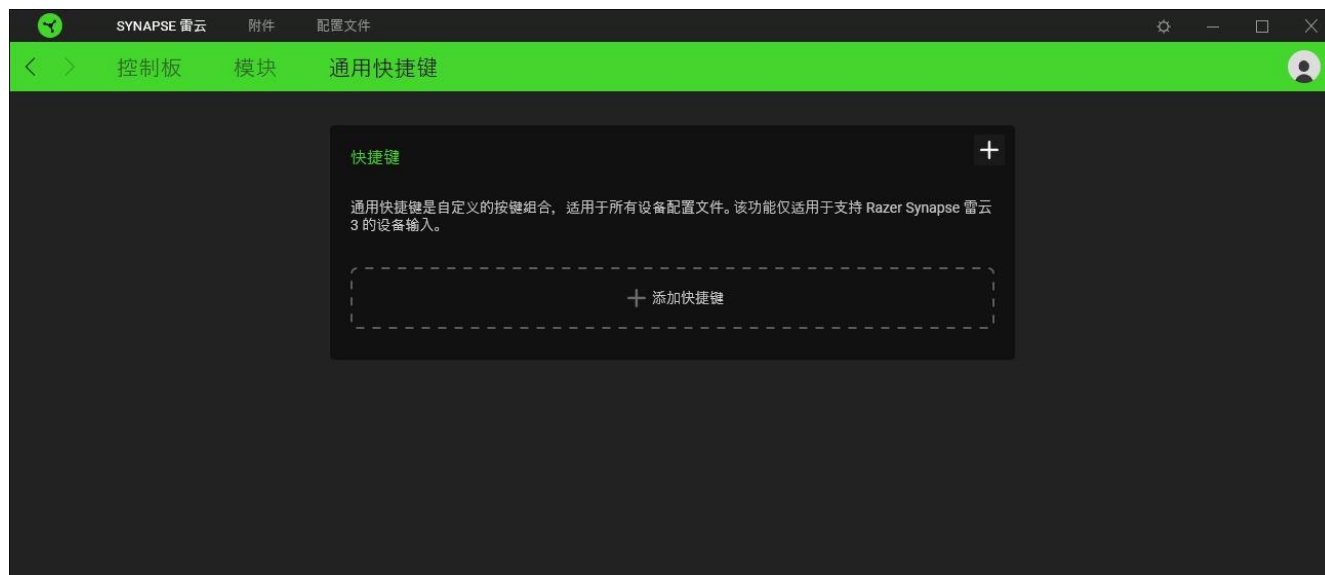 SYNAPSE 雷云 附件 配置文件
控制板 模块 通用快捷键
快捷键
通用快捷键是自定义的按键组合，适用于所有设备配置文件。该功能仅适用于支持 Razer Synapse 雷云
3 的设备输入。
添加快捷键